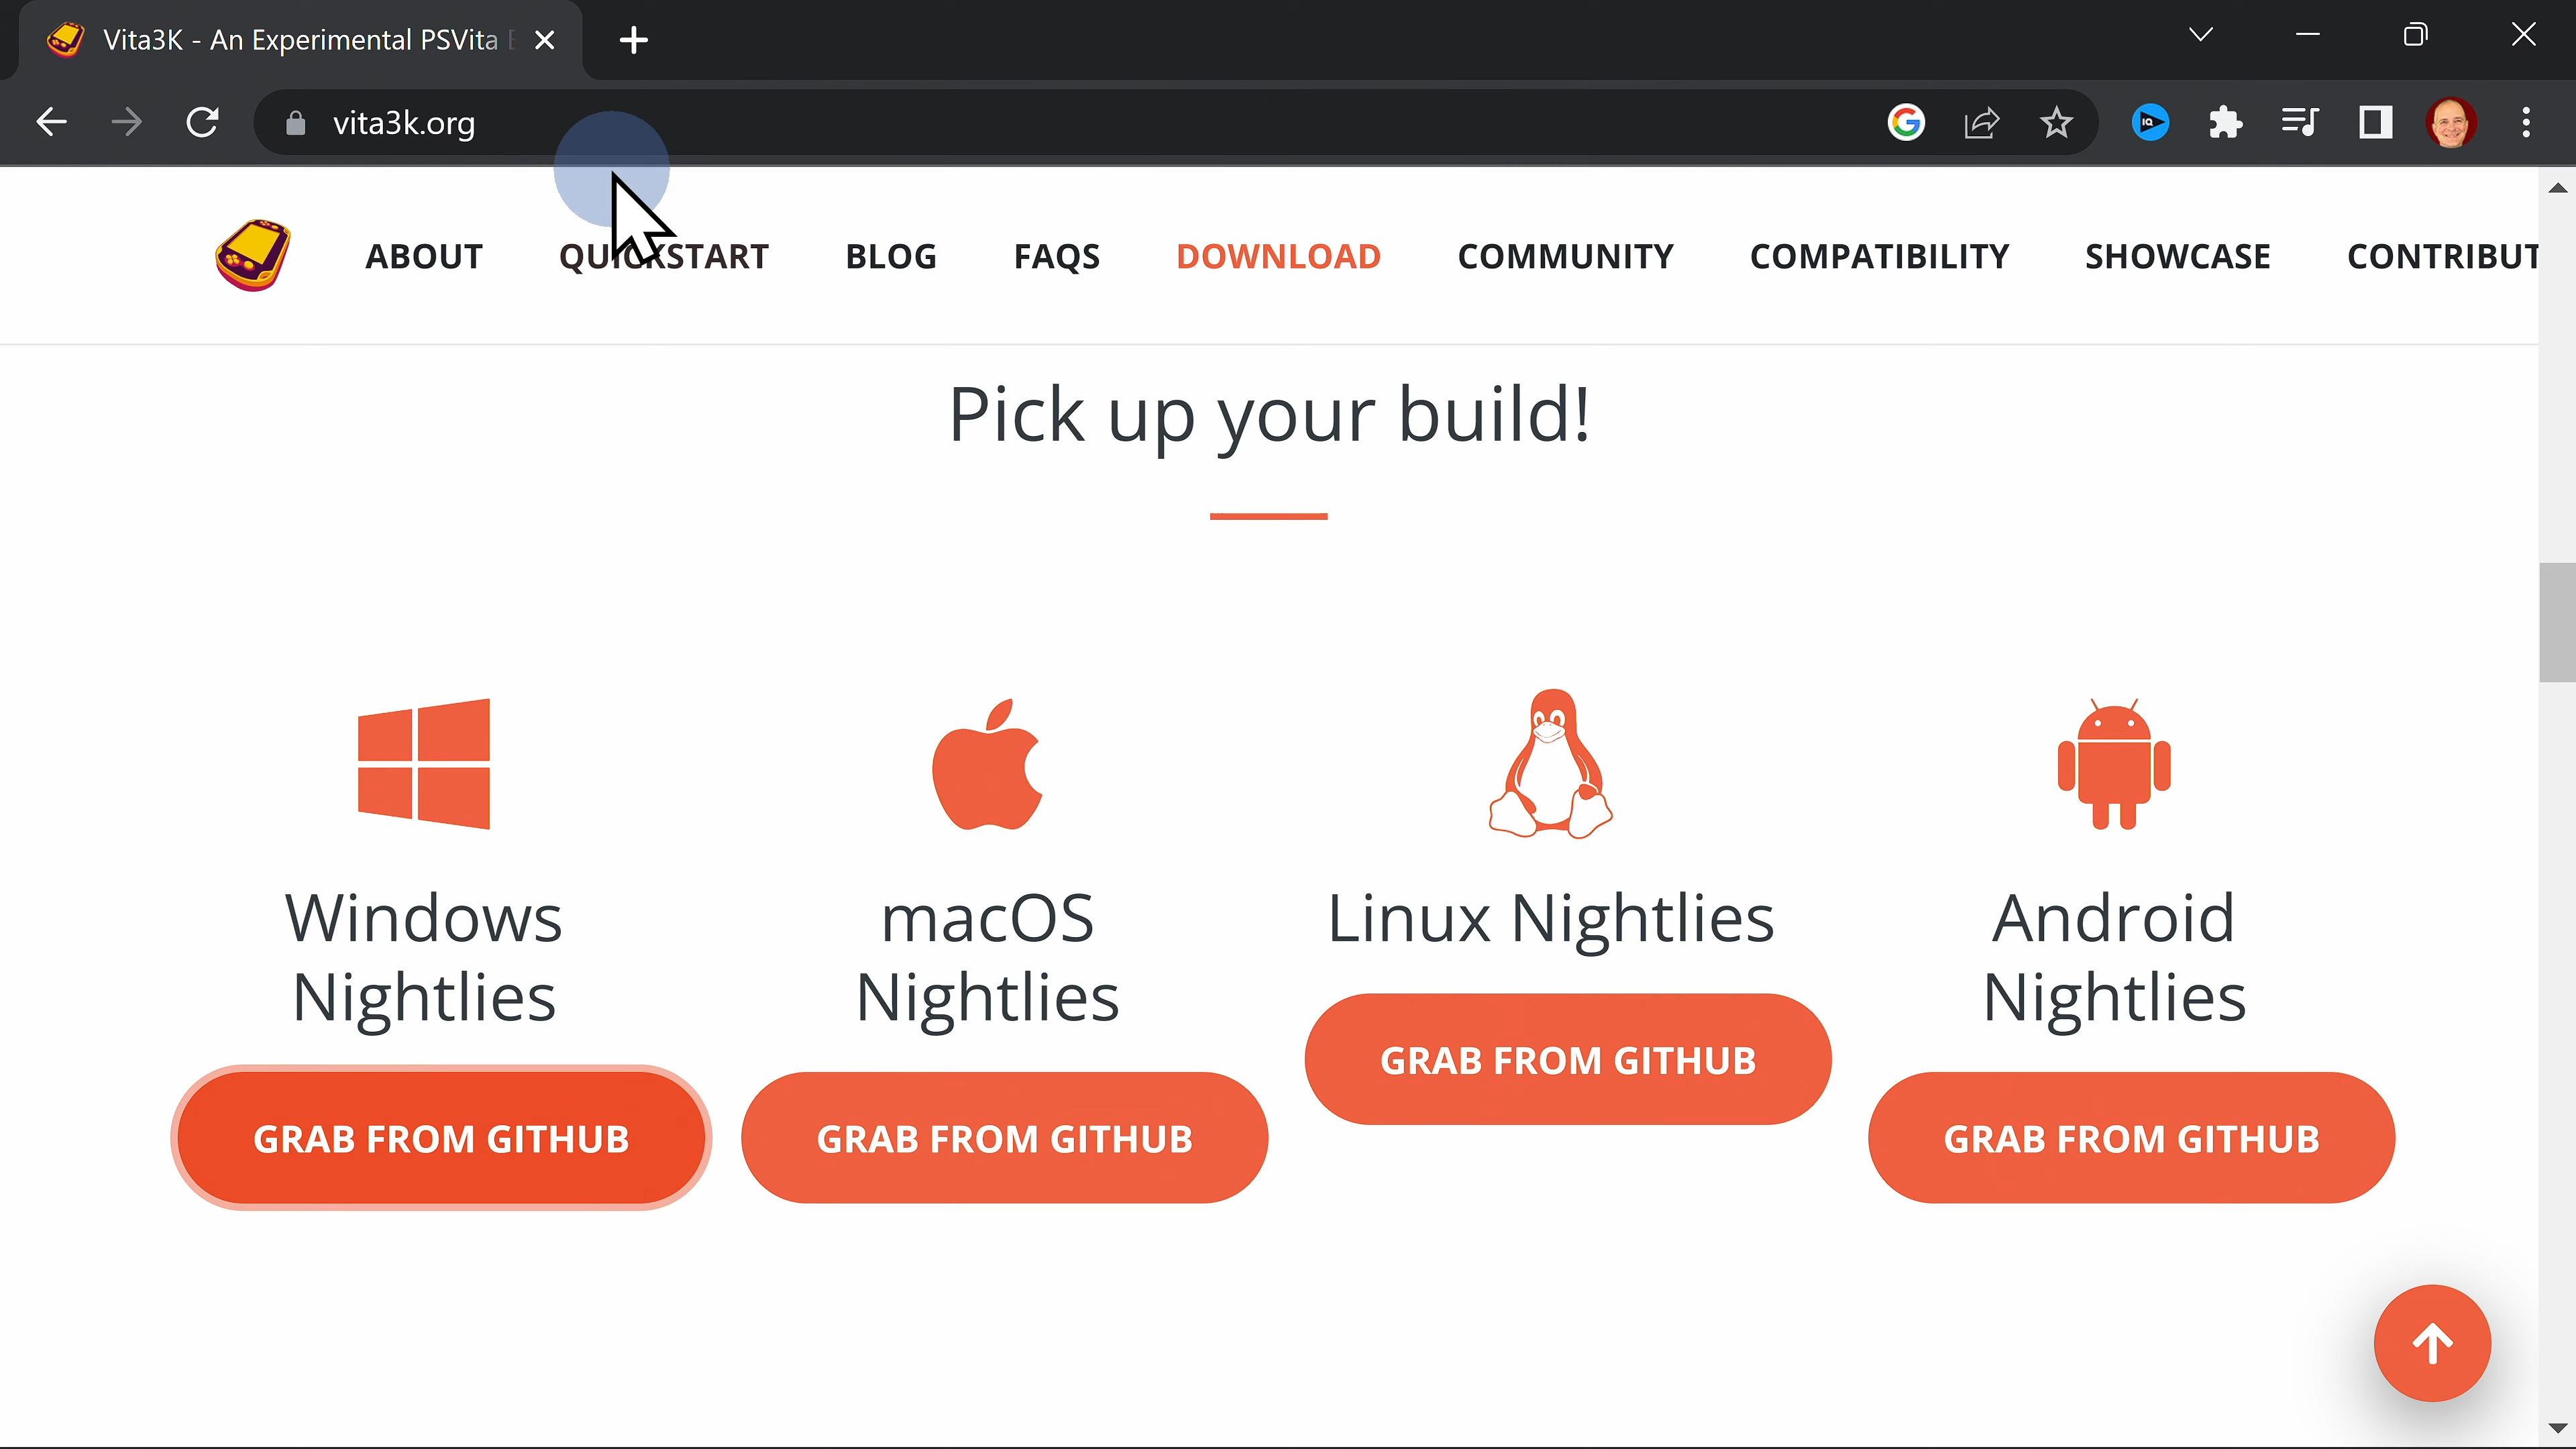 Vita3K - An Experimental PSVita
vita3k.org
IQ
ABOUT QUICKSTART BLOG FAQS DOWNLOAD COMMUNITY COMPATIBILITY SHOWCASE CONTRIBUT
Pick up your build!
Windows
Nightlies
GRAB FROM GITHUB
macOS
Nightlies
GRAB FROM GITHUB
Linux Nightlies
GRAB FROM GITHUB
Android
Nightlies
GRAB FROM GITHUB